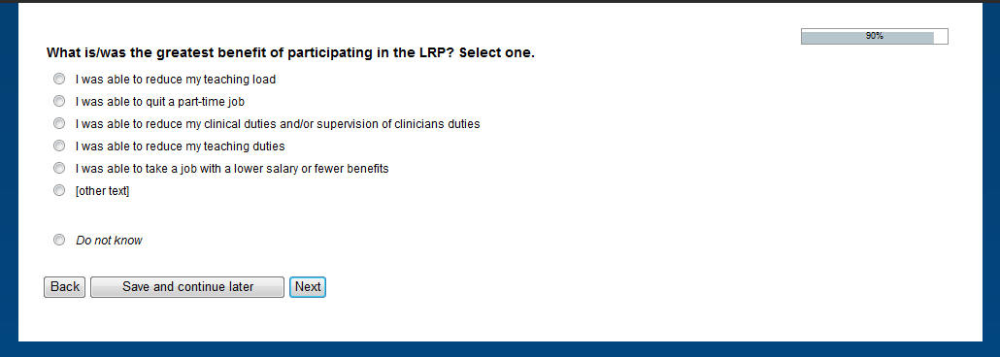 90%
What is/was the greatest benefit of participating in the LRP? Select one.
I was able to reduce my teaching load
I was able to quit a part-time job
I was able to reduce my clinical duties and/or supervision of clinicians duties
I was able to reduce my teaching duties
I was able to take a job with a lower salary or fewer benefits
[other text]
Do not know
Back Save and continue later Next